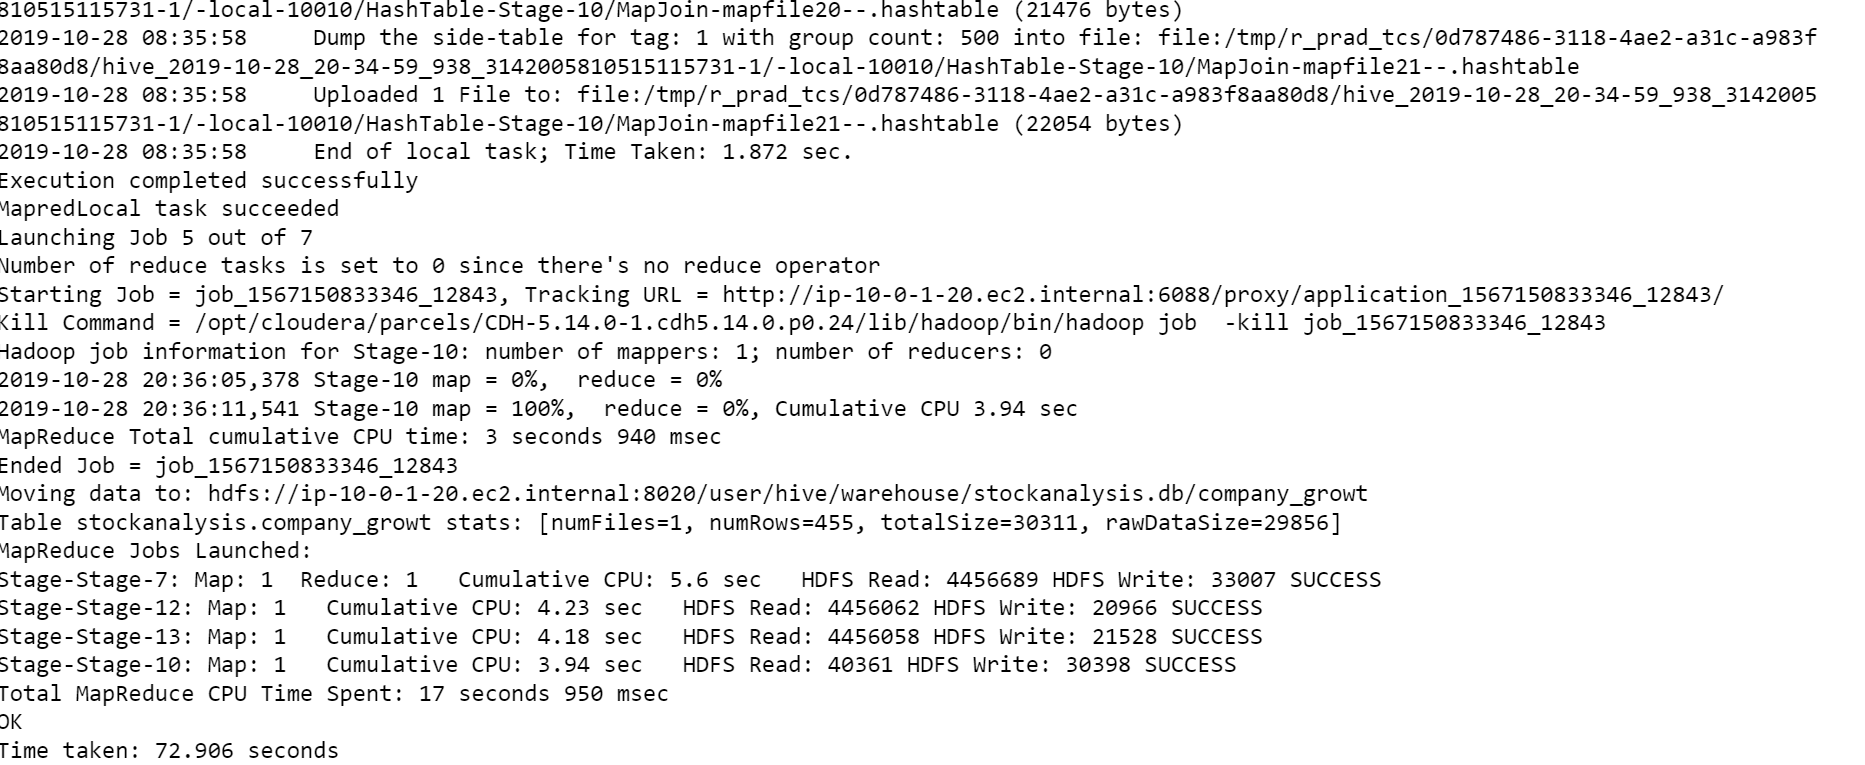 810515115731-1/-local-10010/HashTable-Stage-10/MapJoin-mapfile20--.hashtable (21476 bytes)
2019-10-28 08:35:58     Dump the side-table for tag: 1 with group count: 500 into file: file:/tmp/r_prad_tcs/0d787486-3118-4ae2-a31c-a983f
8aa80d8/hive_2019-10-28_20-34-59_938_3142005810515115731-1/-local-10010/HashTable-Stage-10/MapJoin-mapfile21--.hashtable
2019-10-28 08:35:58     Uploaded 1 File to: file:/tmp/r_prad_tcs/0d787486-3118-4ae2-a31c-a983f8aa80d8/hive_2019-10-28_20-34-59_938_3142005
810515115731-1/-local-10010/HashTable-Stage-10/MapJoin-mapfile21--.hashtable (22054 bytes)
2019-10-28 08:35:58     End of local task; Time Taken: 1.872 sec.
Execution completed successfully
MapredLocal task succeeded
Launching Job 5 out of 7
Number of reduce tasks is set to 0 since there's no reduce operator
Starting Job = job_1567150833346_12843, Tracking URL = http://ip-10-0-1-20.ec2.internal:6088/proxy/application_1567150833346_12843/
Kill Command = /opt/cloudera/parcels/CDH-5.14.0-1.cdh5.14.0.p0.24/lib/hadoop/bin/hadoop job  -kill job_1567150833346_12843
Hadoop job information for Stage-10: number of mappers: 1; number of reducers: 0
2019-10-28 20:36:05,378 Stage-10 map = 0%,  reduce = 0%
2019-10-28 20:36:11,541 Stage-10 map = 100%,  reduce = 0%, Cumulative CPU 3.94 sec
MapReduce Total cumulative CPU time: 3 seconds 940 msec
Ended Job = job_1567150833346_12843
Moving data to: hdfs://ip-10-0-1-20.ec2.internal:8020/user/hive/warehouse/stockanalysis.db/company_growt
Table stockanalysis.company_growt stats: [numFiles=1, numRows=455, totalSize=30311, rawDataSize=29856]
MapReduce Jobs Launched:
Stage-Stage-7: Map: 1  Reduce: 1   Cumulative CPU: 5.6 sec   HDFS Read: 4456689 HDFS Write: 33007 SUCCESS
Stage-Stage-12: Map: 1   Cumulative CPU: 4.23 sec   HDFS Read: 4456062 HDFS Write: 20966 SUCCESS
Stage-Stage-13: Map: 1   Cumulative CPU: 4.18 sec   HDFS Read: 4456058 HDFS Write: 21528 SUCCESS
Stage-Stage-10: Map: 1   Cumulative CPU: 3.94 sec   HDFS Read: 40361 HDFS Write: 30398 SUCCESS
Total MapReduce CPU Time Spent: 17 seconds 950 msec
OK
Time taken: 72.906 seconds